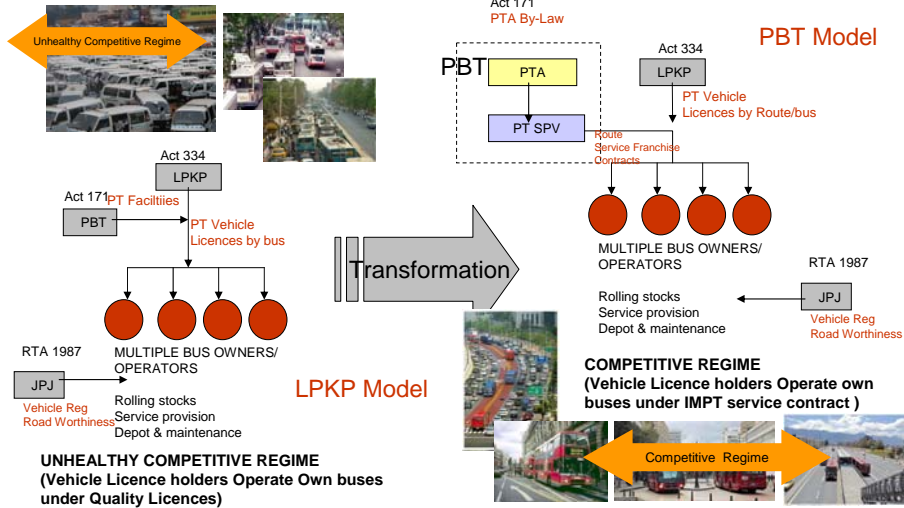 Unhealthy Competitive Regime
Act 334
LPKP
Act 171
PT Faciltiies
PBT
PT Vehicle
Licences by bus
RTA 1987
MULTIPLE BUS OWNERS/
OPERATORS
JPJ
Vehicle Reg
Road Worthiness
Rolling stocks
Service provision
Depot & maintenance
LPKP Model
UNHEALTHY COMPETITIVE REGIME
(Vehicle Licence holders Operate Own buses
under Quality Licences)
Transformation
Act 171
PTA By-Law
PBT Model
PBT
PTA
Act 334
LPKP
PT Vehicle
Licences by Route/bus
PT SPV
Route
Service Franchise
Contracts
MULTIPLE BUS OWNERS/
OPERATORS
RTA 1987
Rolling stocks
Service provision
Depot & maintenance
JPJ
Vehicle Reg
Road Worthiness
COMPETITIVE REGIME
(Vehicle Licence holders Operate own
buses under IMPT service contract )
Competitive Regime